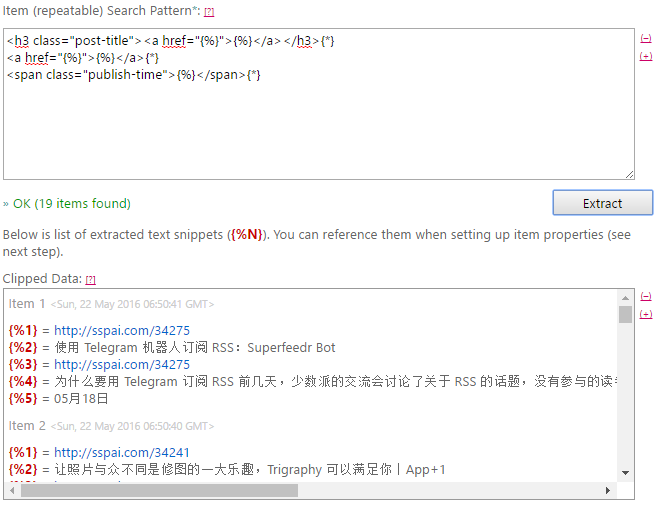 Item (repeatable) Search Pattern*: [?]
<h3 class="post-title"><a href="{%}">{%}</a></h3>{*}
<a href="{%}">{%}</a>{*}
<span class="publish-time">{%}</span>{*}
(−)
(+)
» OK (19 items found)
Extract
Below is list of extracted text snippets ({%N}). You can reference them when setting up item properties (see
next step).
Clipped Data: [?]
Item 1 <Sun, 22 May 2016 06:50:41 GMT>
{%1} = http://sspai.com/34275
{%2} = 使用 Telegram 机器人订阅 RSS：Superfeedr Bot
{%3} = http://sspai.com/34275
{%4} = 为什么要用 Telegram 订阅 RSS 前几天，少数派的交流会讨论了关于 RSS 的话题，没有参与的读
{%5} = 05月18日
Item 2 <Sun, 22 May 2016 06:50:40 GMT>
{%1} = http://sspai.com/34241
{%2} = 让照片与众不同是修图的一大乐趣，Trigraphy 可以满足你丨App+1
(−)
(+)